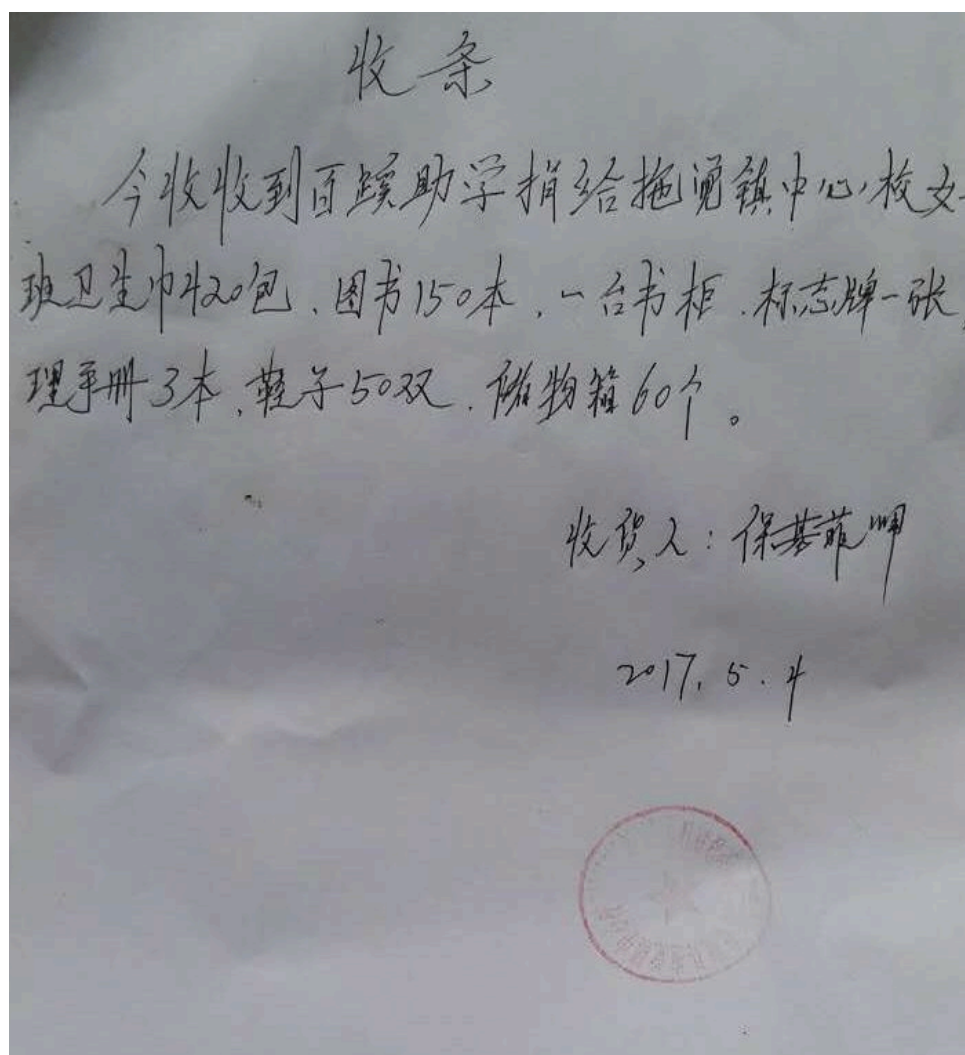 收条
今收收到百蹊助学捐给拖觉镇中心校女
班卫生巾420包、图书150本、一台书柜、标志牌一张
理手册3本、鞋子50双、储物箱60个。
收货人：保基
2017.5.4